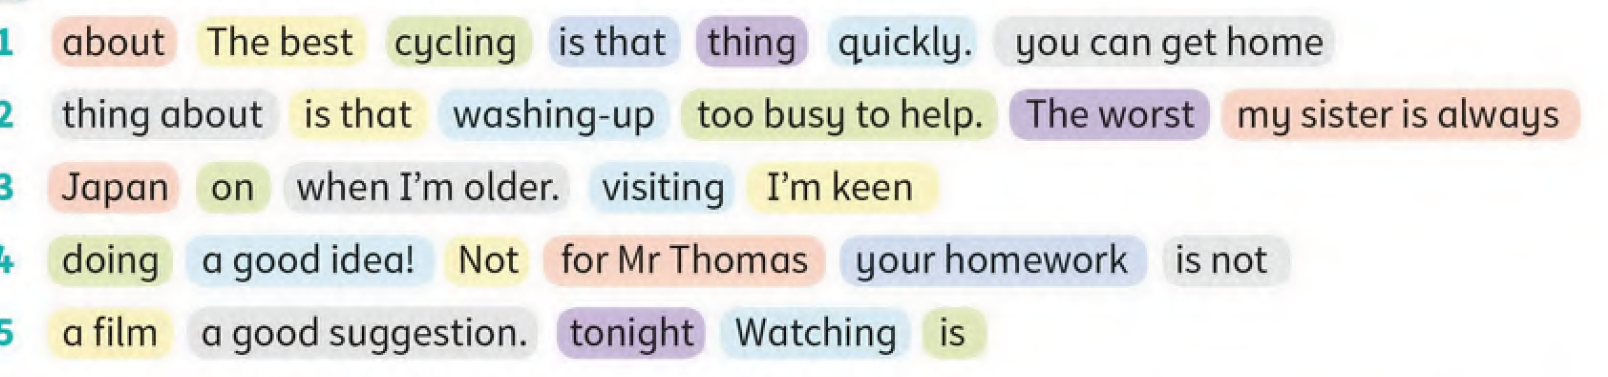 1 about The best cycling is that thing quickly. you can get home
2 thing about is that washing-up too busy to help. The worst my sister is always
3 Japan on when I'm older. visiting I'm keen
4 doing a good idea! Not for Mr Thomas your homework is not
5 a film a good suggestion. tonight Watching is